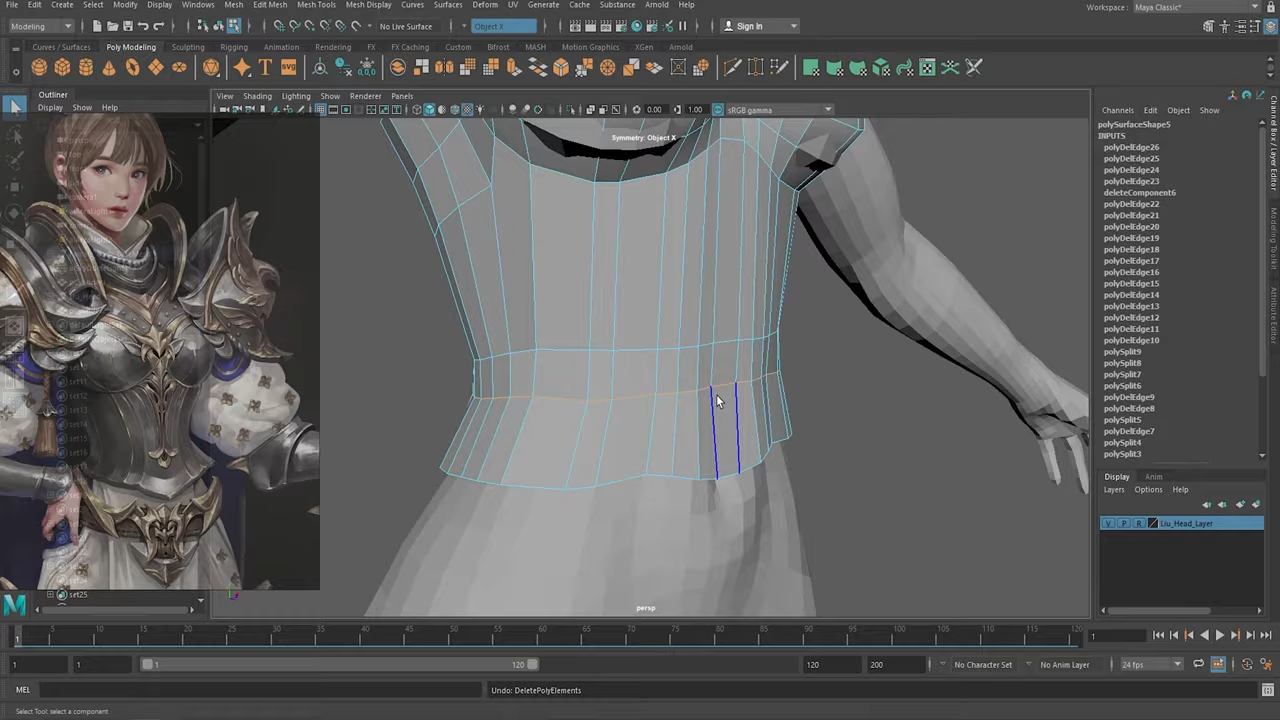 File Edit Create Select Modify Display Windows Mesh Edit Mesh Mesh Tools Mesh Display Curves Surfaces Deform UV Generate Cache Substance Arnold Help
Workspace : Maya Classic*
Modeling
No Live Surface
Object X
Sign In
Curves / Surfaces Poly Modeling Sculpting Rigging Animation Rendering FX FX Caching Custom Bifrost MASH Motion Graphics XGen Arnold
Outliner
View Shading Lighting Show Renderer Panels
Display Show Help
0.00
1.00
sRGB gamma
Symmetry: Object X
Channels Edit Object Show
polySurfaceShape5
INPUTS
polyDelEdge26
polyDelEdge25
polyDelEdge24
polyDelEdge23
deleteComponent6
polyDelEdge22
polyDelEdge21
polyDelEdge20
polyDelEdge19
polyDelEdge18
polyDelEdge17
polyDelEdge16
polyDelEdge15
polyDelEdge14
polyDelEdge13
polyDelEdge12
polyDelEdge11
polyDelEdge10
polySplit9
polySplit7
polySplit6
polyDelEdge9
polyDelEdge8
polySplit5
polyDelEdge7
polySplit4
polySplit3
Channel Box / Layer Editor
Modeling Toolkit
Attribute Editor
Display Anim
Layers Options Help
V P R Liu_Head_Layer
set25
persp
5 10 15 20 25 30 35 40 45 50 55 60 65 70 75 80 85 90 95 100 105 110 115 120
1
1
1
1
120
120
200
No Character Set
No Anim Layer
24 fps
MEL
Undo: DeletePolyElements
Select Tool: select a component